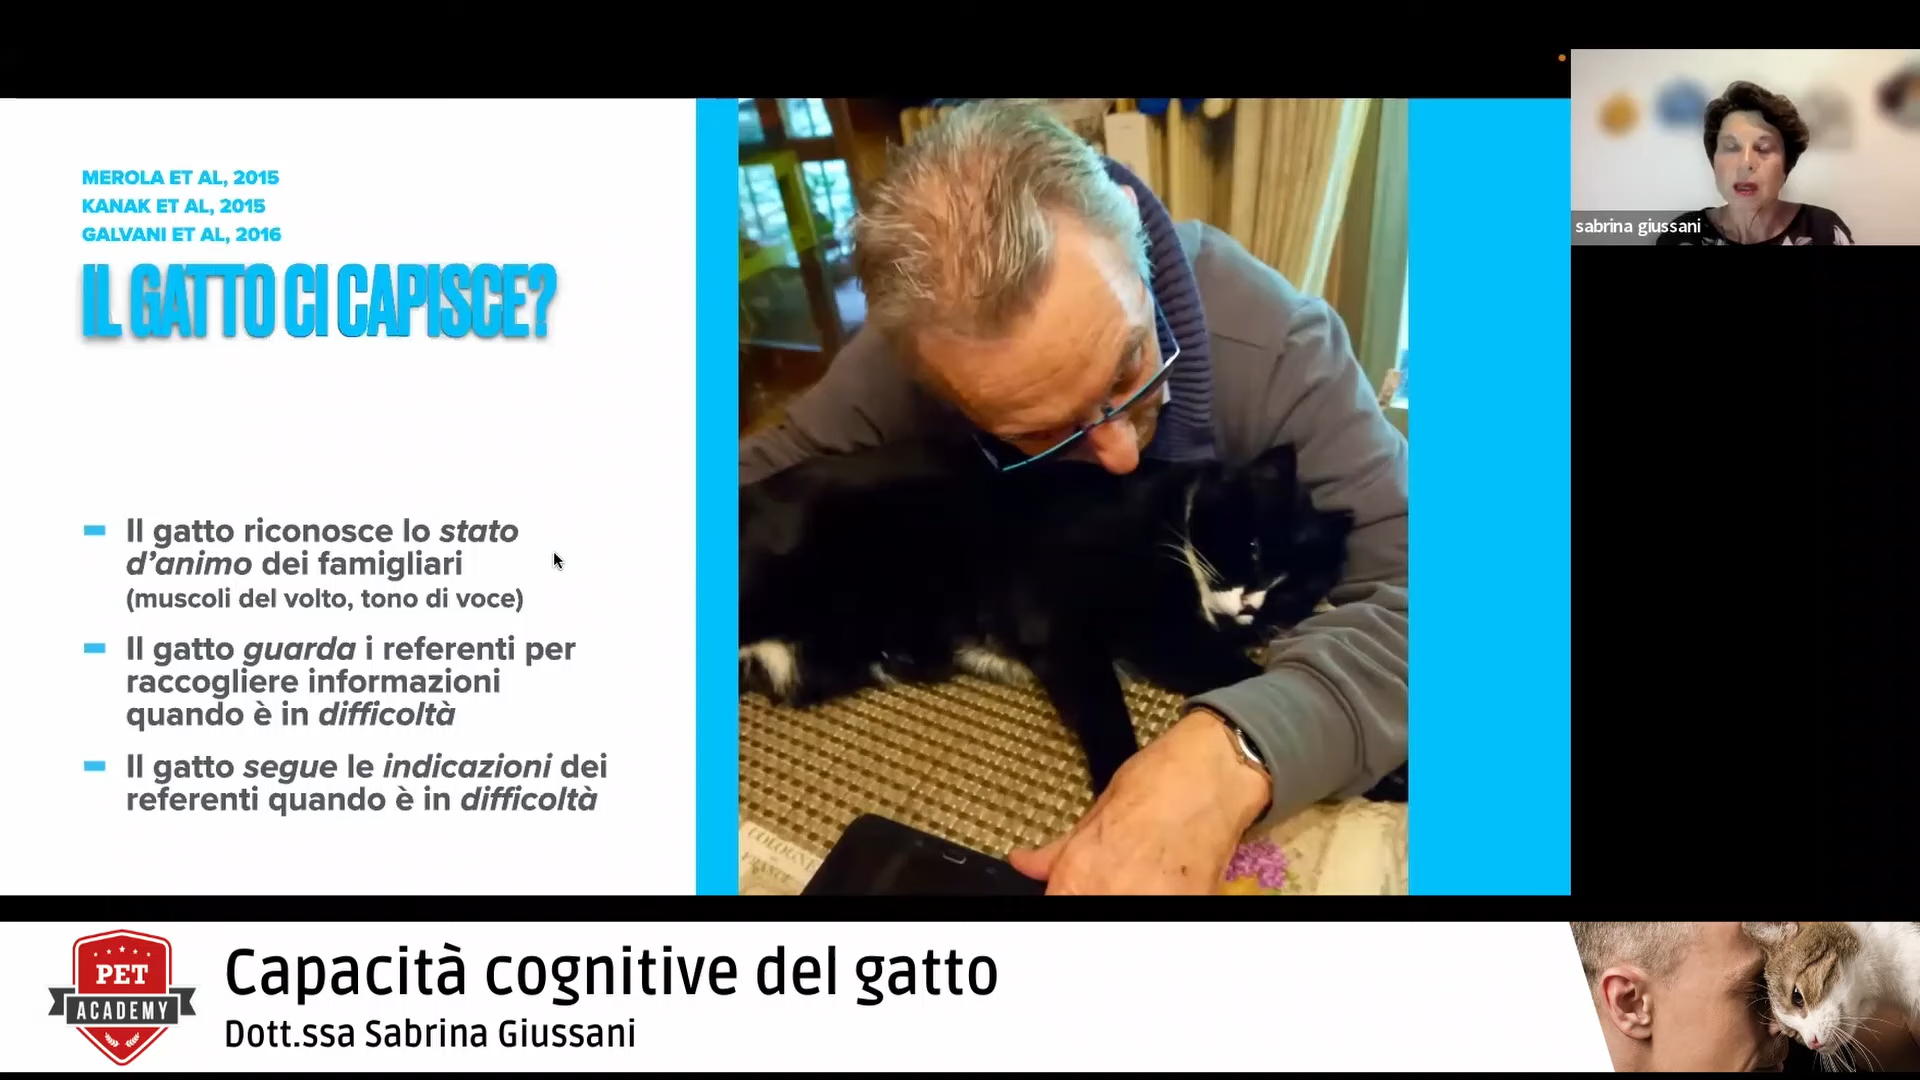 MEROLA ET AL, 2015
KANAK ET AL, 2015
GALVANI ET AL, 2016
IL GATTO CI CAPISCE?
Il gatto riconosce lo stato
d’animo dei famigliari
(muscoli del volto, tono di voce)
Il gatto guarda i referenti per
raccogliere informazioni
quando è in difficoltà
Il gatto segue le indicazioni dei
referenti quando è in difficoltà
COLOGNE
FRANCE
sabrina giussani
PET
ACADEMY
Capacità cognitive del gatto
Dott.ssa Sabrina Giussani